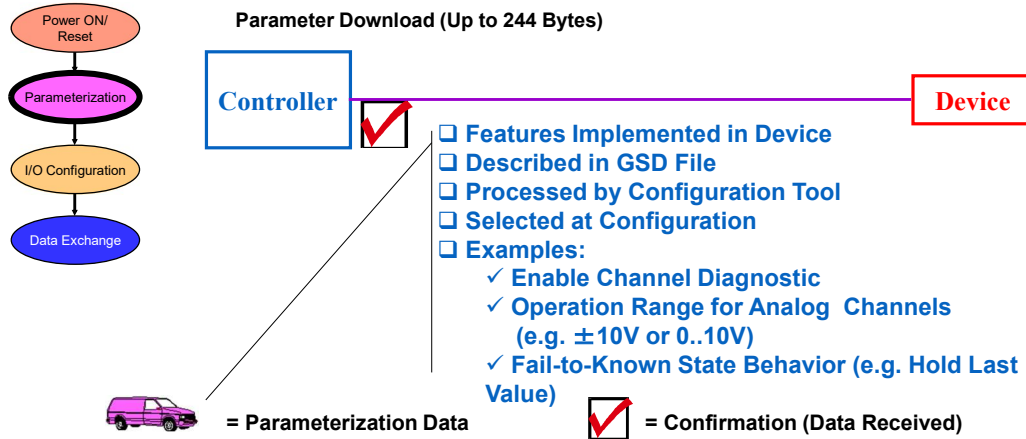 Parameter Download (Up to 244 Bytes)
Power ON/
Reset
Parameterization
I/O Configuration
Data Exchange
Controller
Device
❑ Features Implemented in Device
❑ Described in GSD File
❑ Processed by Configuration Tool
❑ Selected at Configuration
❑ Examples:
✓ Enable Channel Diagnostic
✓ Operation Range for Analog Channels
(e.g. ±10V or 0..10V)
✓ Fail-to-Known State Behavior (e.g. Hold Last
Value)
= Parameterization Data
= Confirmation (Data Received)